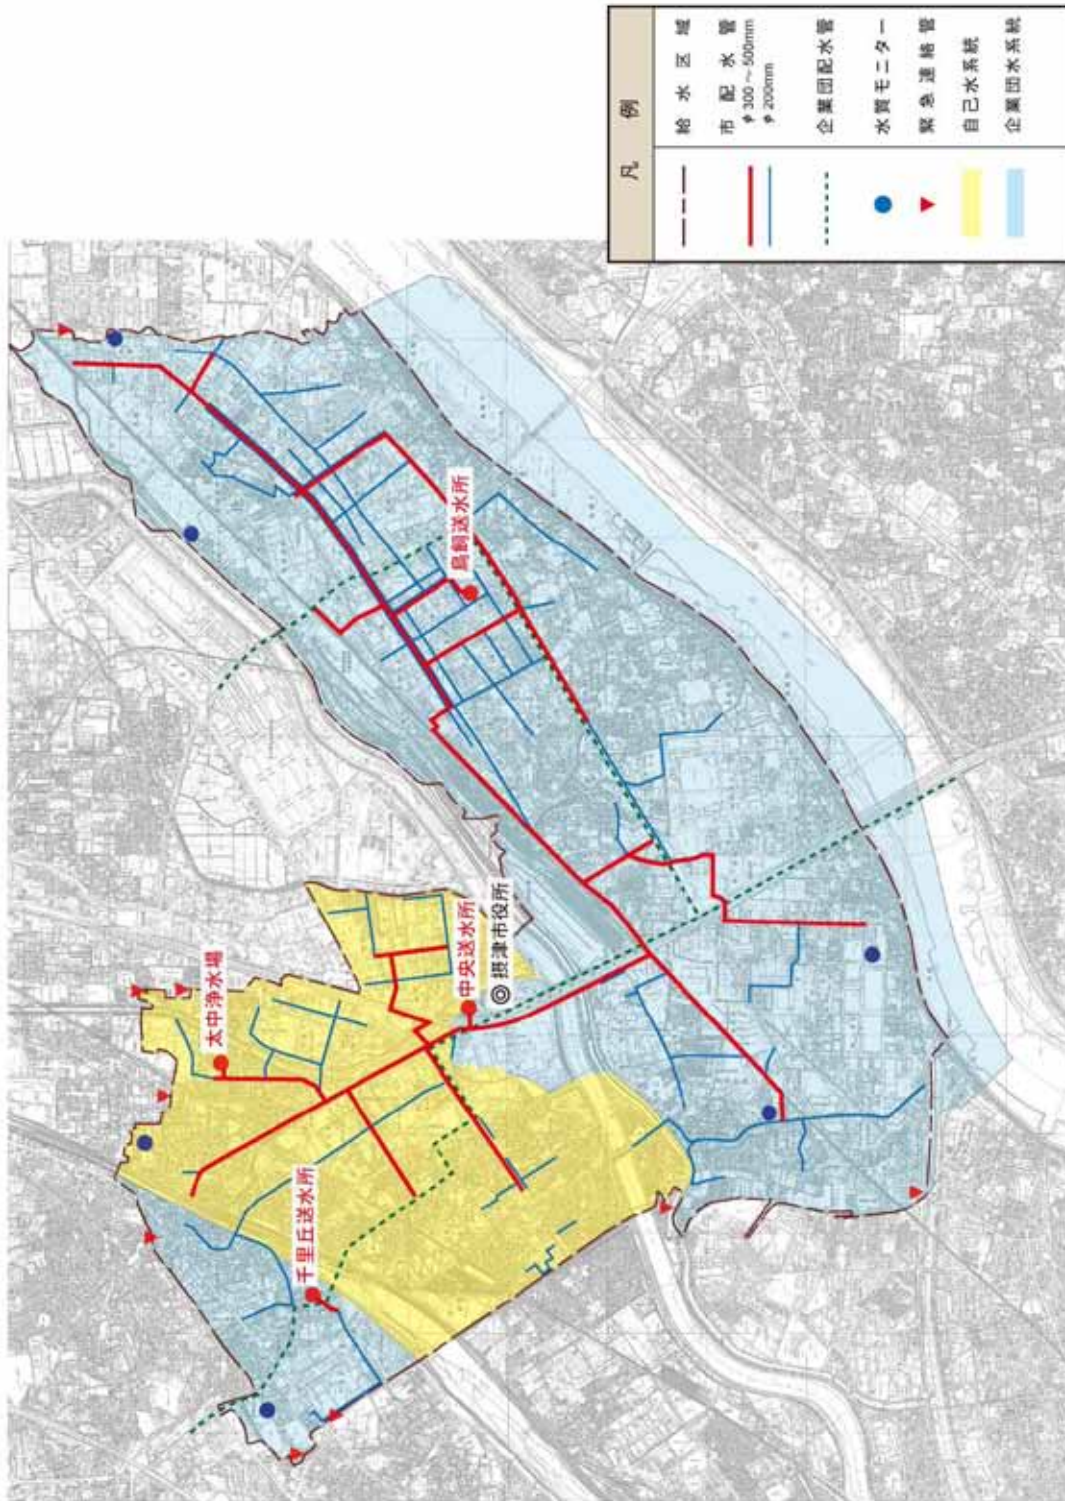 凡例
給水区域
市配水管
φ300～500mm
φ200mm
企業団配水管
水質モニター
緊急連絡管
自己水系統
企業団水系統
鳥飼送水所
中央送水所
◎摂津市役所
太中浄水場
千里丘送水所